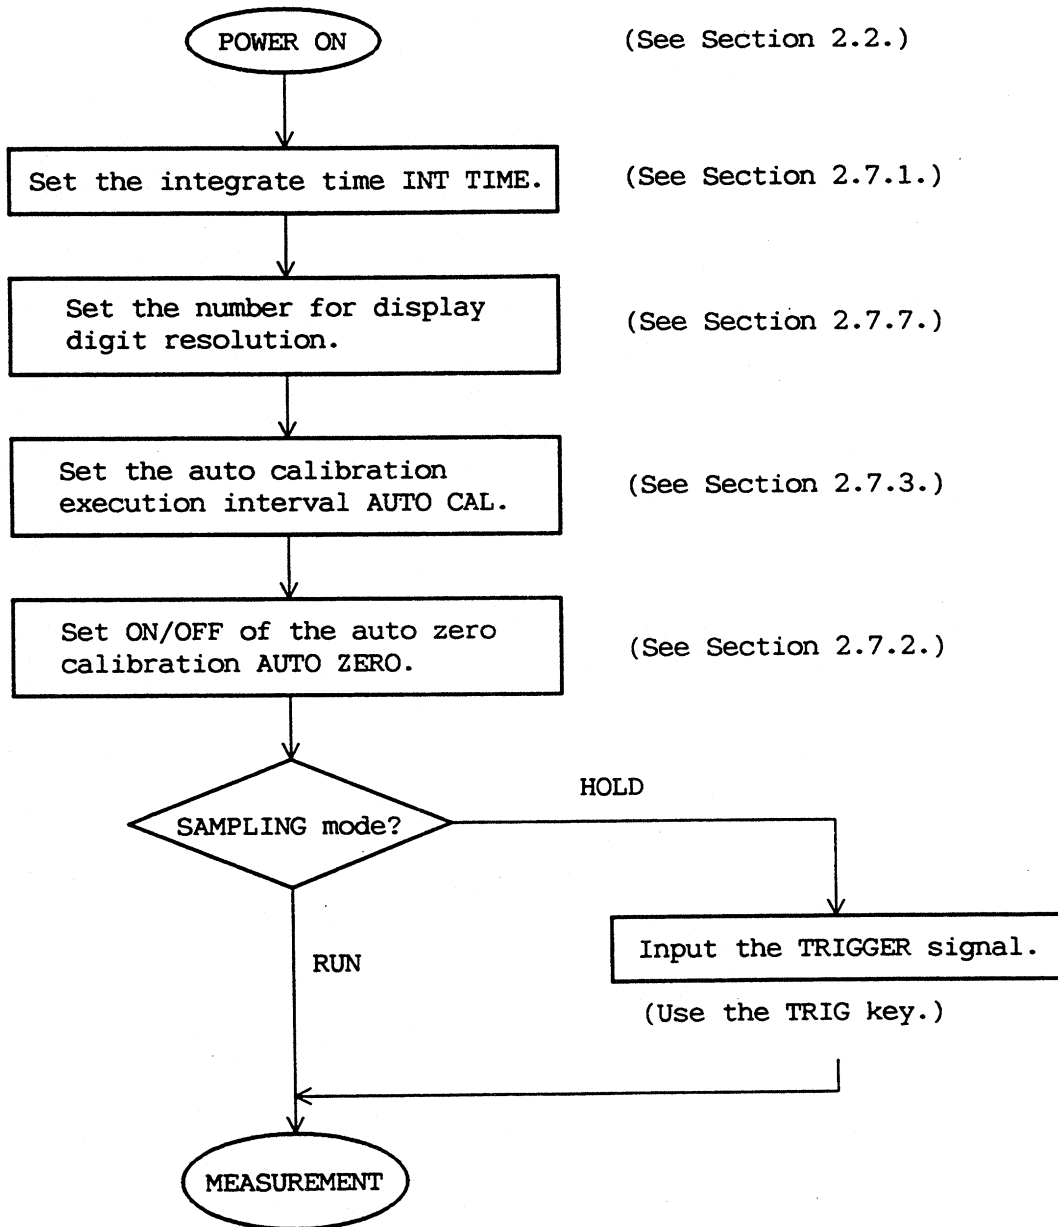 POWER ON
(See Section 2.2.)
Set the integrate time INT TIME.
(See Section 2.7.1.)
Set the number for display
digit resolution.
(See Section 2.7.7.)
Set the auto calibration
execution interval AUTO CAL.
(See Section 2.7.3.)
Set ON/OFF of the auto zero
calibration AUTO ZERO.
(See Section 2.7.2.)
SAMPLING mode?
HOLD
RUN
Input the TRIGGER signal.
(Use the TRIG key.)
MEASUREMENT